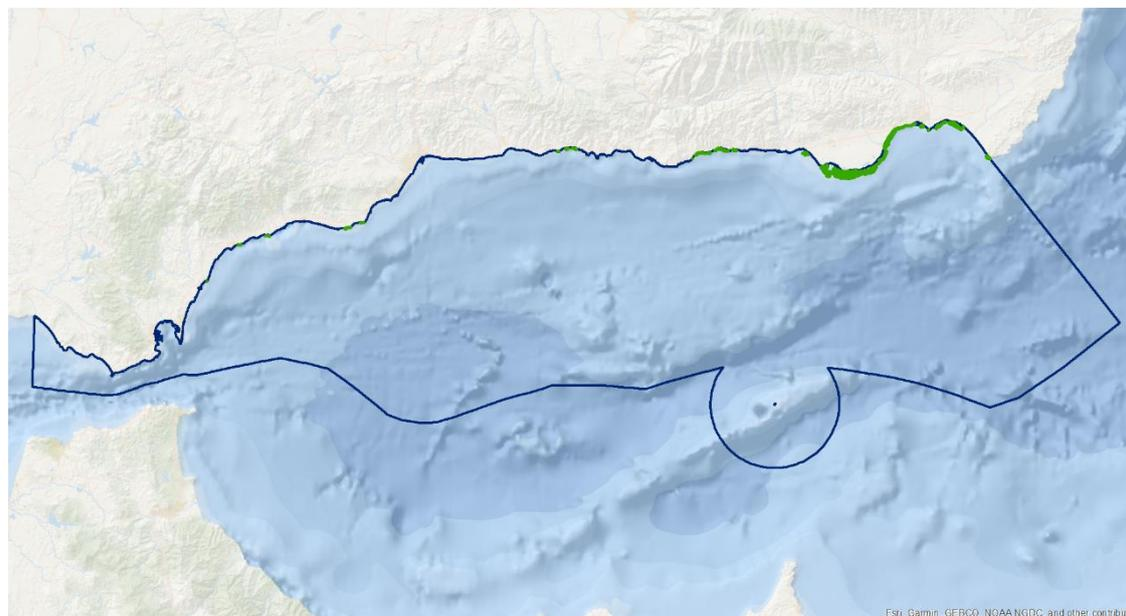 Esri, Garmin, GEBCO, NOAA NGDC, and other contribu